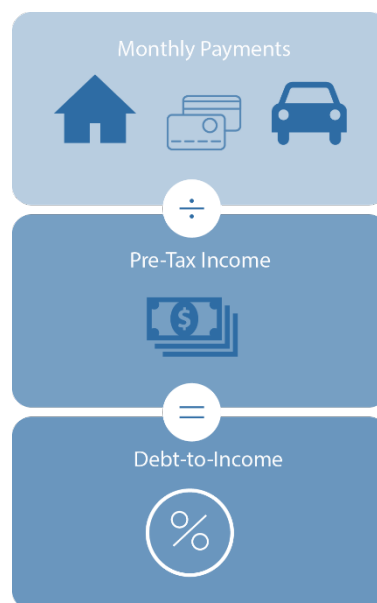 Monthly Payments
÷
Pre-Tax Income
$
=
Debt-to-Income
%